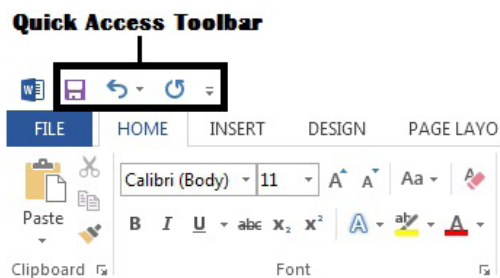 Quick Access Toolbar
W
FILE HOME INSERT DESIGN PAGE LAYO
Calibri (Body) 11 A A Aa A
Paste B I U abc X₂ X² A ab A
Clipboard Font